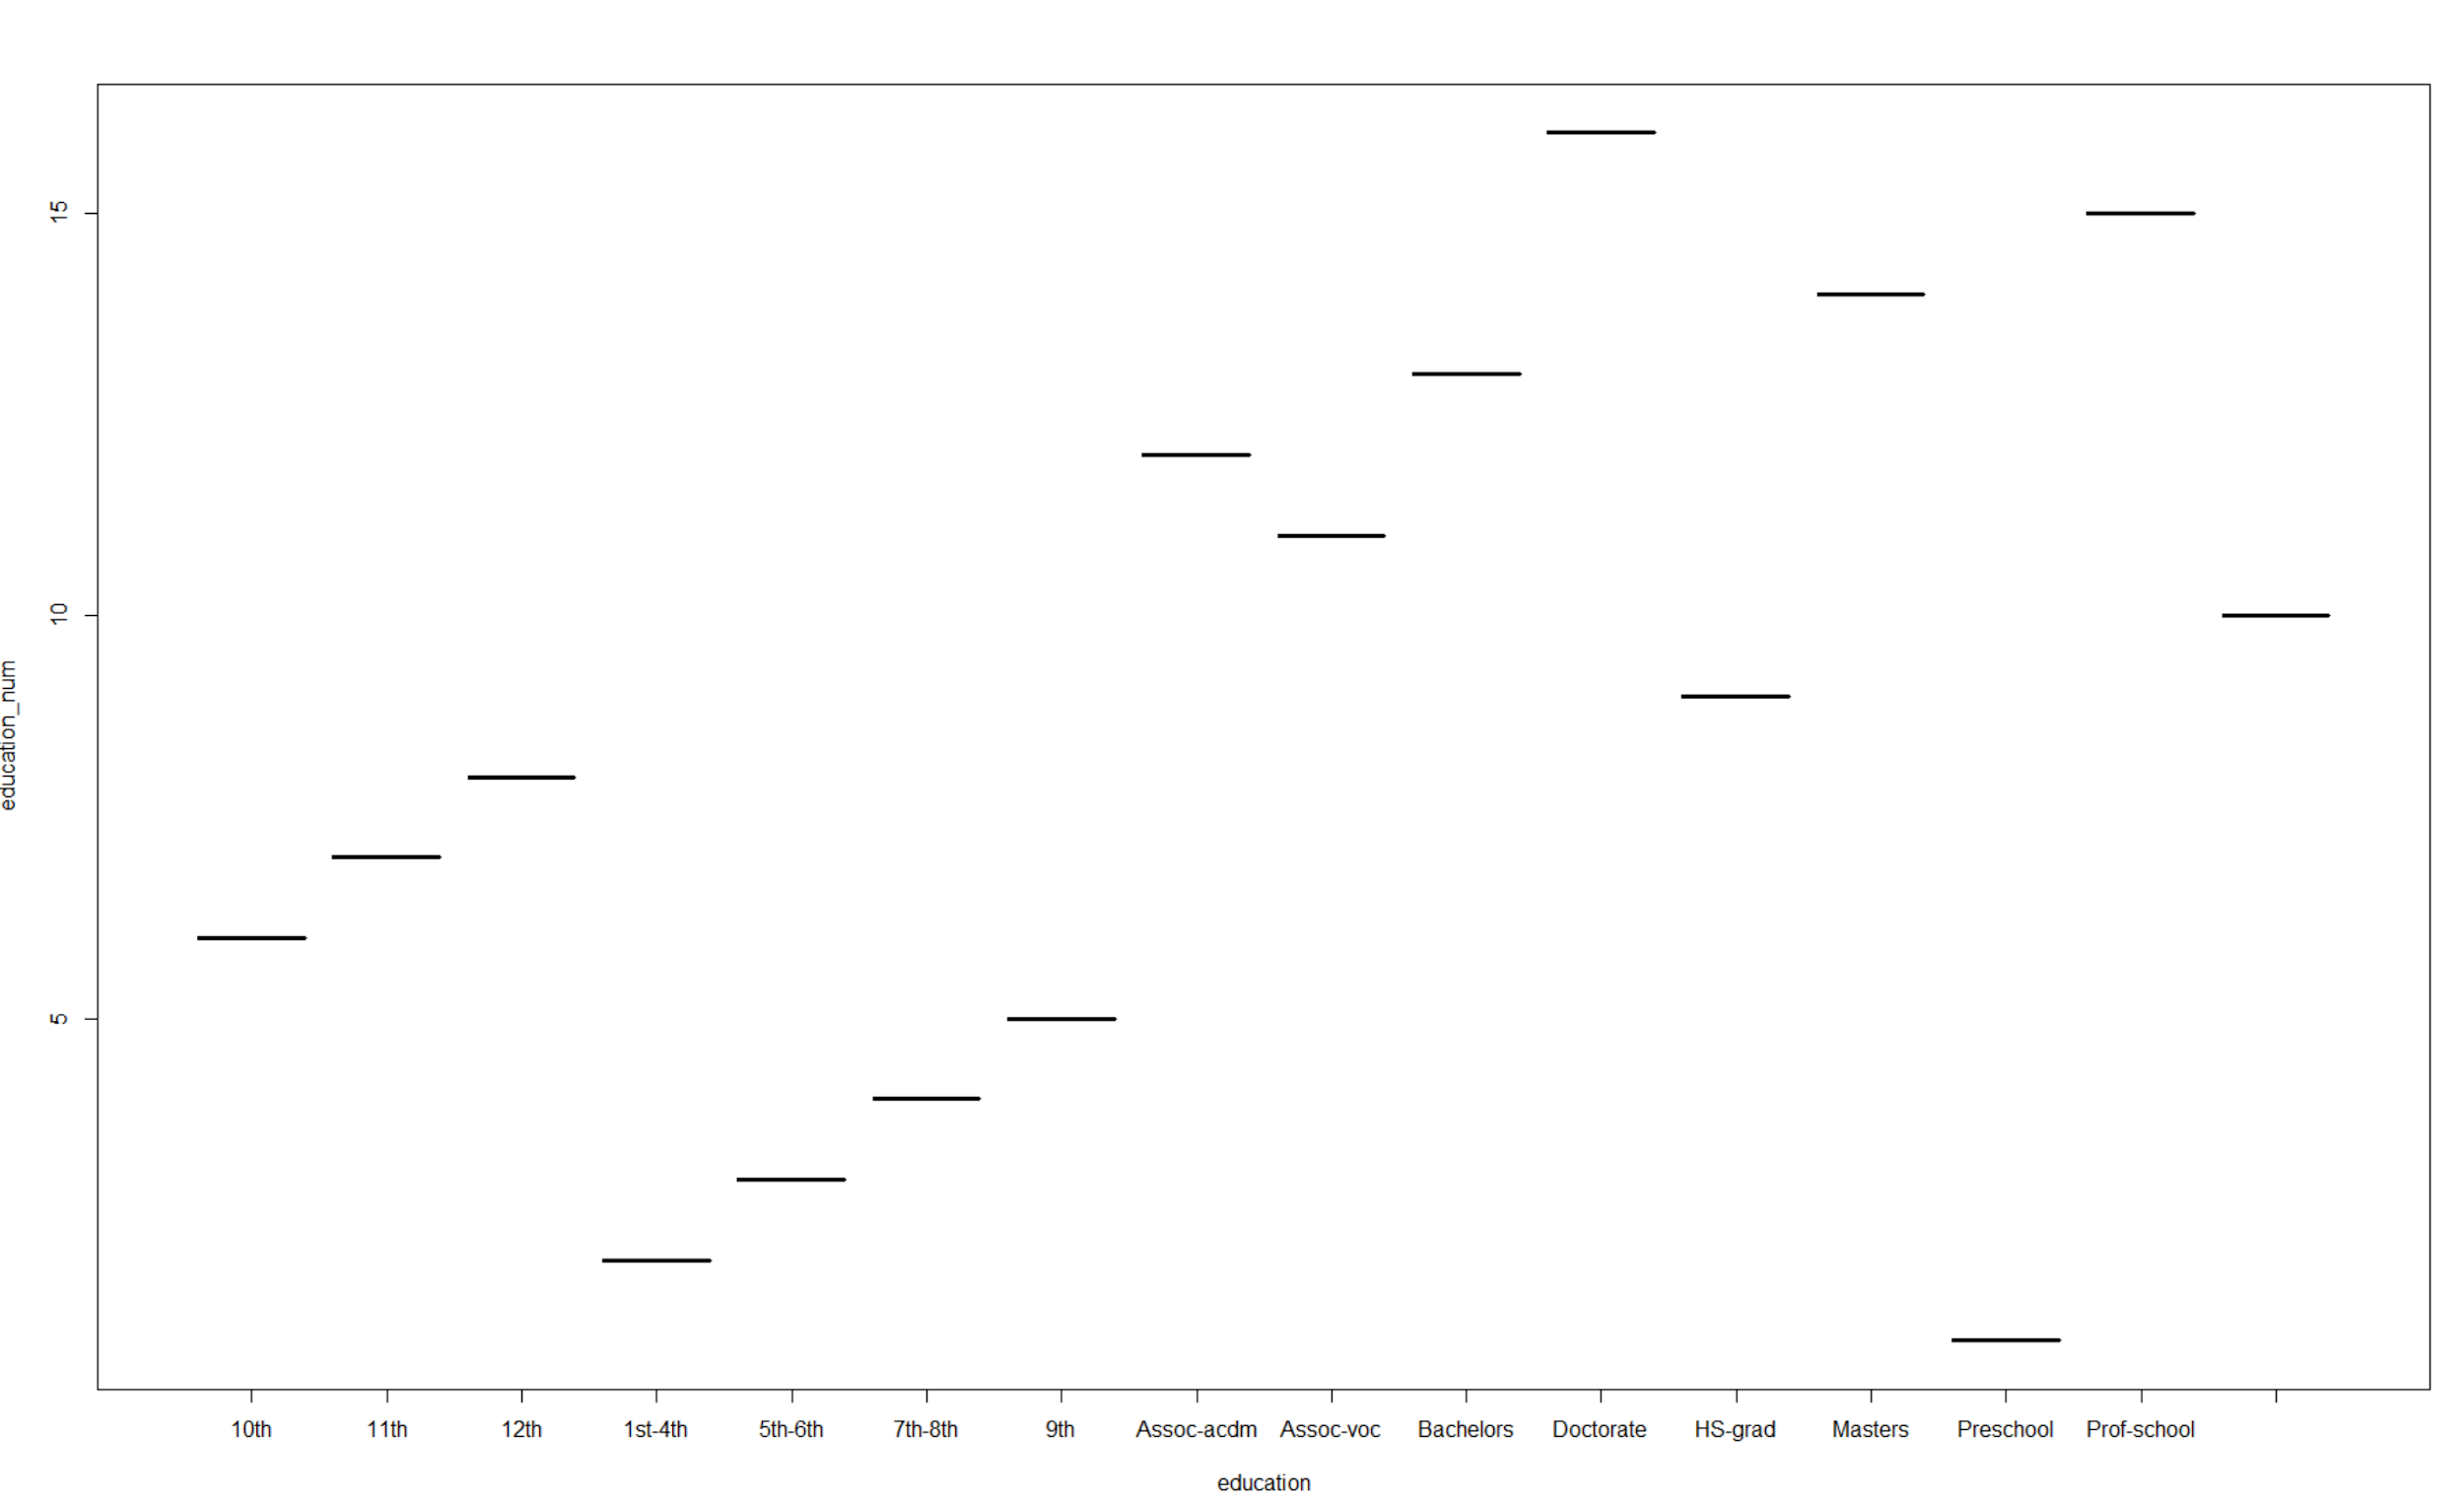 15
10
5
education_num
10th 11th 12th 1st-4th 5th-6th 7th-8th 9th Assoc-acdm Assoc-voc Bachelors Doctorate HS-grad Masters Preschool Prof-school
education